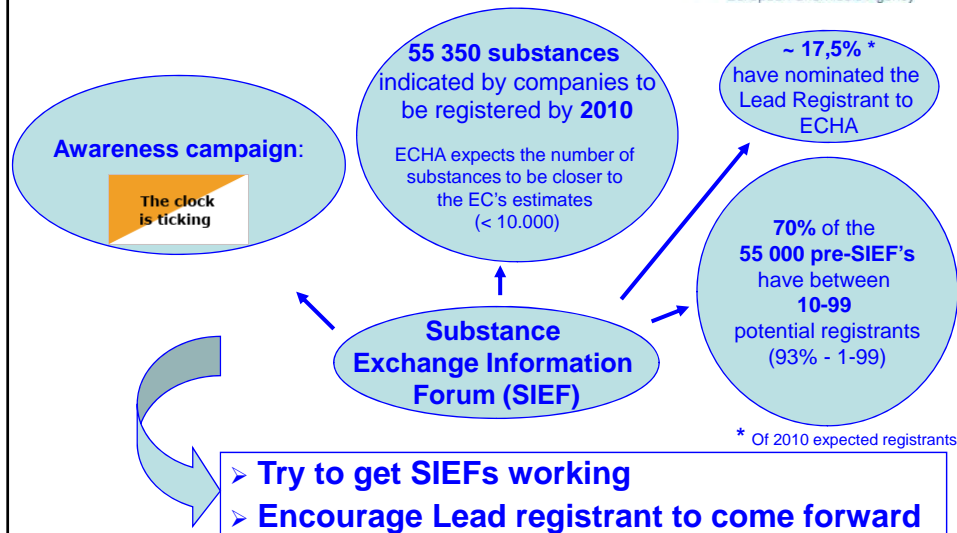 55 350 substances
indicated by companies to
be registered by 2010
ECHA expects the number of
substances to be closer to
the EC's estimates
(< 10.000)
~ 17,5% *
have nominated the
Lead Registrant to
ECHA
Awareness campaign:
The clock
is ticking
70% of the
55 000 pre-SIEF's
have between
10-99
potential registrants
(93% - 1-99)
Substance
Exchange Information
Forum (SIEF)
* Of 2010 expected registrants
➢ Try to get SIEFs working
➢ Encourage Lead registrant to come forward